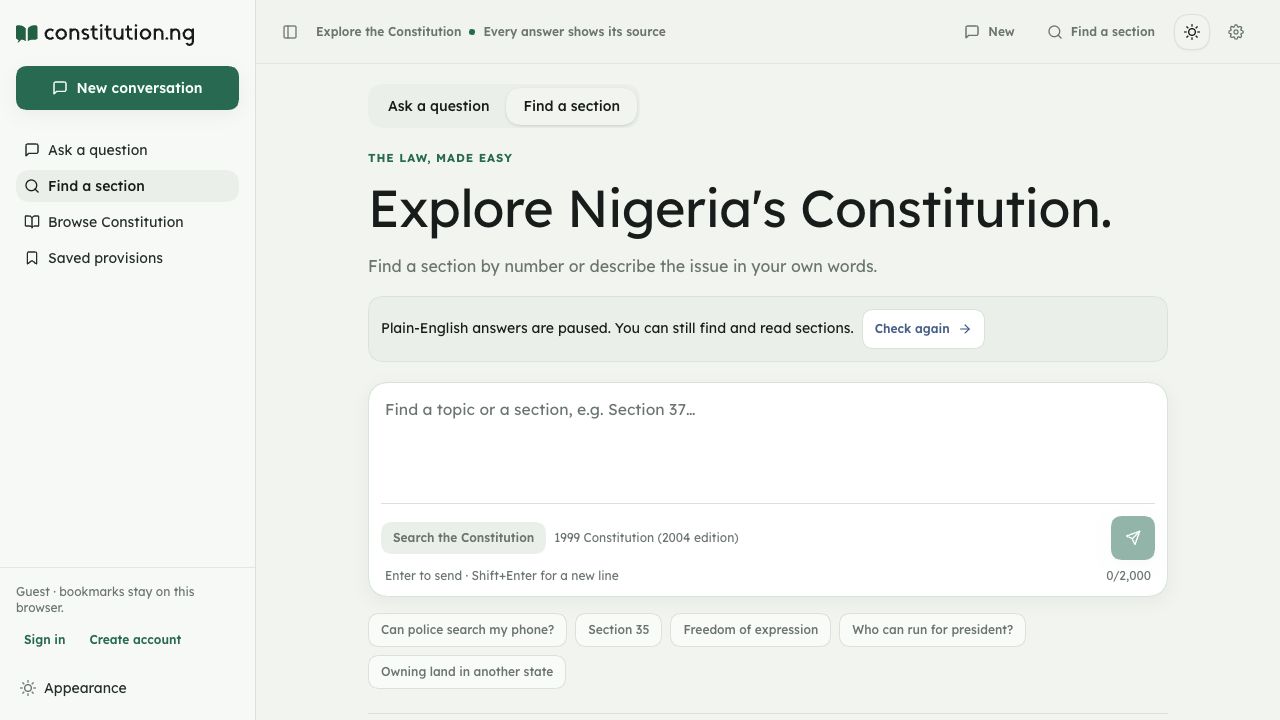 constitution.ng
New conversation
Ask a question
Find a section
Browse Constitution
Saved provisions
Guest · bookmarks stay on this
browser.
Sign in
Create account
Appearance
Explore the Constitution • Every answer shows its source
New
Find a section
Ask a question
Find a section
THE LAW, MADE EASY
Explore Nigeria's Constitution.
Find a section by number or describe the issue in your own words.
Plain-English answers are paused. You can still find and read sections.
Check again
Find a topic or a section, e.g. Section 37…
Search the Constitution
1999 Constitution (2004 edition)
Enter to send · Shift+Enter for a new line
0/2,000
Can police search my phone?
Section 35
Freedom of expression
Who can run for president?
Owning land in another state